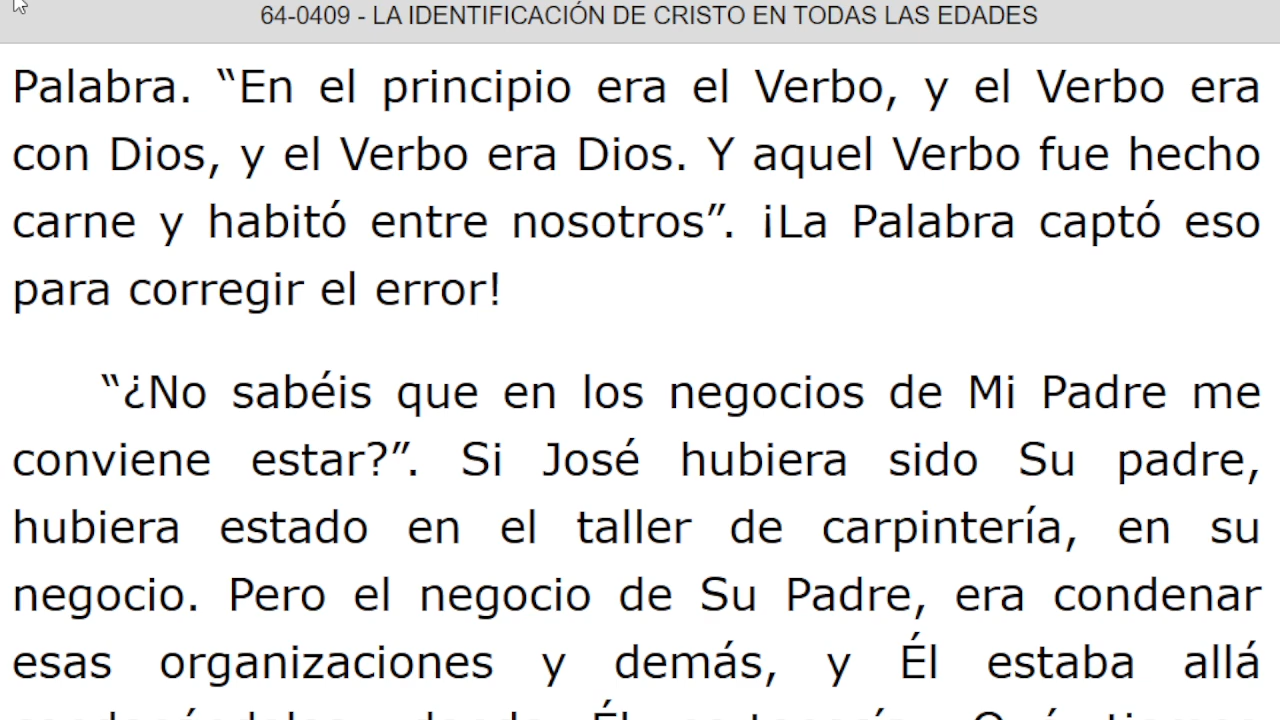 64-0409 - LA IDENTIFICACIÓN DE CRISTO EN TODAS LAS EDADES
Palabra. “En el principio era el Verbo, y el Verbo era
con Dios, y el Verbo era Dios. Y aquel Verbo fue hecho
carne y habitó entre nosotros”. ¡La Palabra captó eso
para corregir el error!
“¿No sabéis que en los negocios de Mi Padre me
conviene estar?”. Si José hubiera sido Su padre,
hubiera estado en el taller de carpintería, en su
negocio. Pero el negocio de Su Padre, era condenar
esas organizaciones y demás, y Él estaba allá